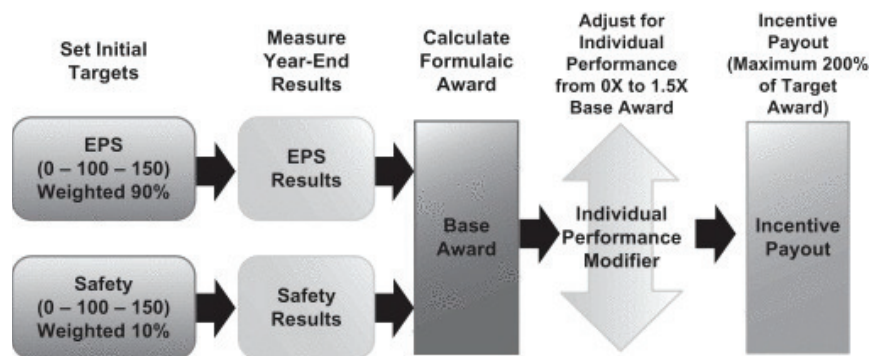 Set Initial
Targets
Measure
Year-End
Results
Calculate
Formulaic
Award
Adjust for
Individual
Performance
from 0X to 1.5X
Base Award
Incentive
Payout
(Maximum 200%
of Target
Award)
EPS
(0 – 100 – 150)
Weighted 90%
EPS
Results
Safety
(0 – 100 – 150)
Weighted 10%
Safety
Results
Base
Award
Individual
Performance
Modifier
Incentive
Payout